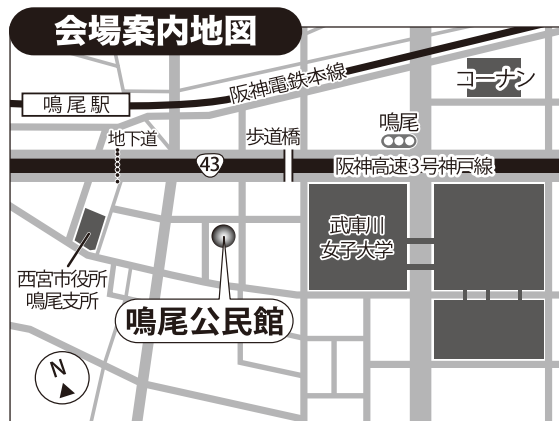 会場案内地図
コーナン
阪神電鉄本線
鳴尾駅
鳴尾
地下道
歩道橋
43
阪神高速3号神戸線
武庫川
女子大学
西宮市役所
鳴尾支所
鳴尾公民館
N